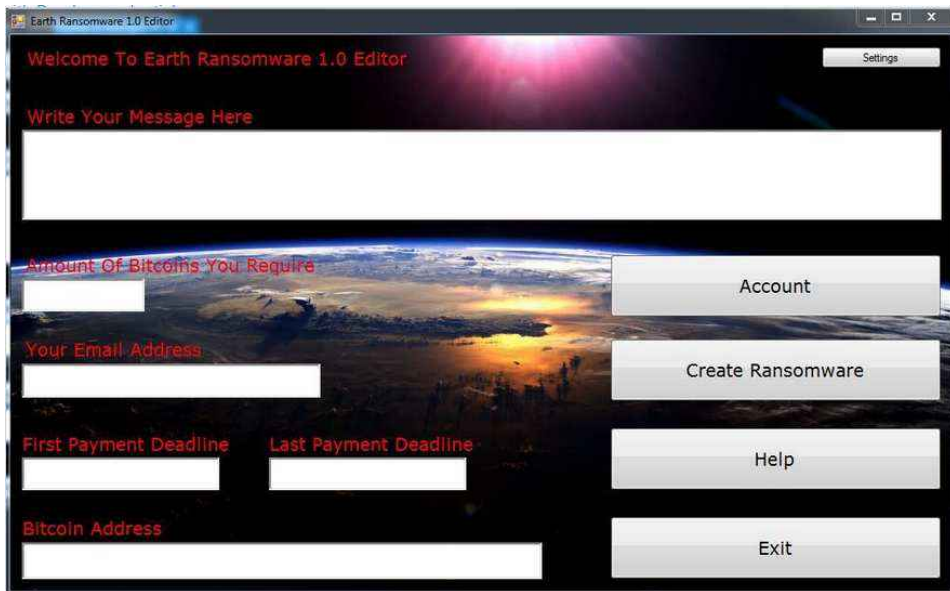 Earth Ransomware 1.0 Editor
Welcome To Earth Ransomware 1.0 Editor
Settings
Write Your Message Here
Amount Of Bitcoins You Require
Account
Your Email Address
Create Ransomware
First Payment Deadline
Last Payment Deadline
Help
Bitcoin Address
Exit